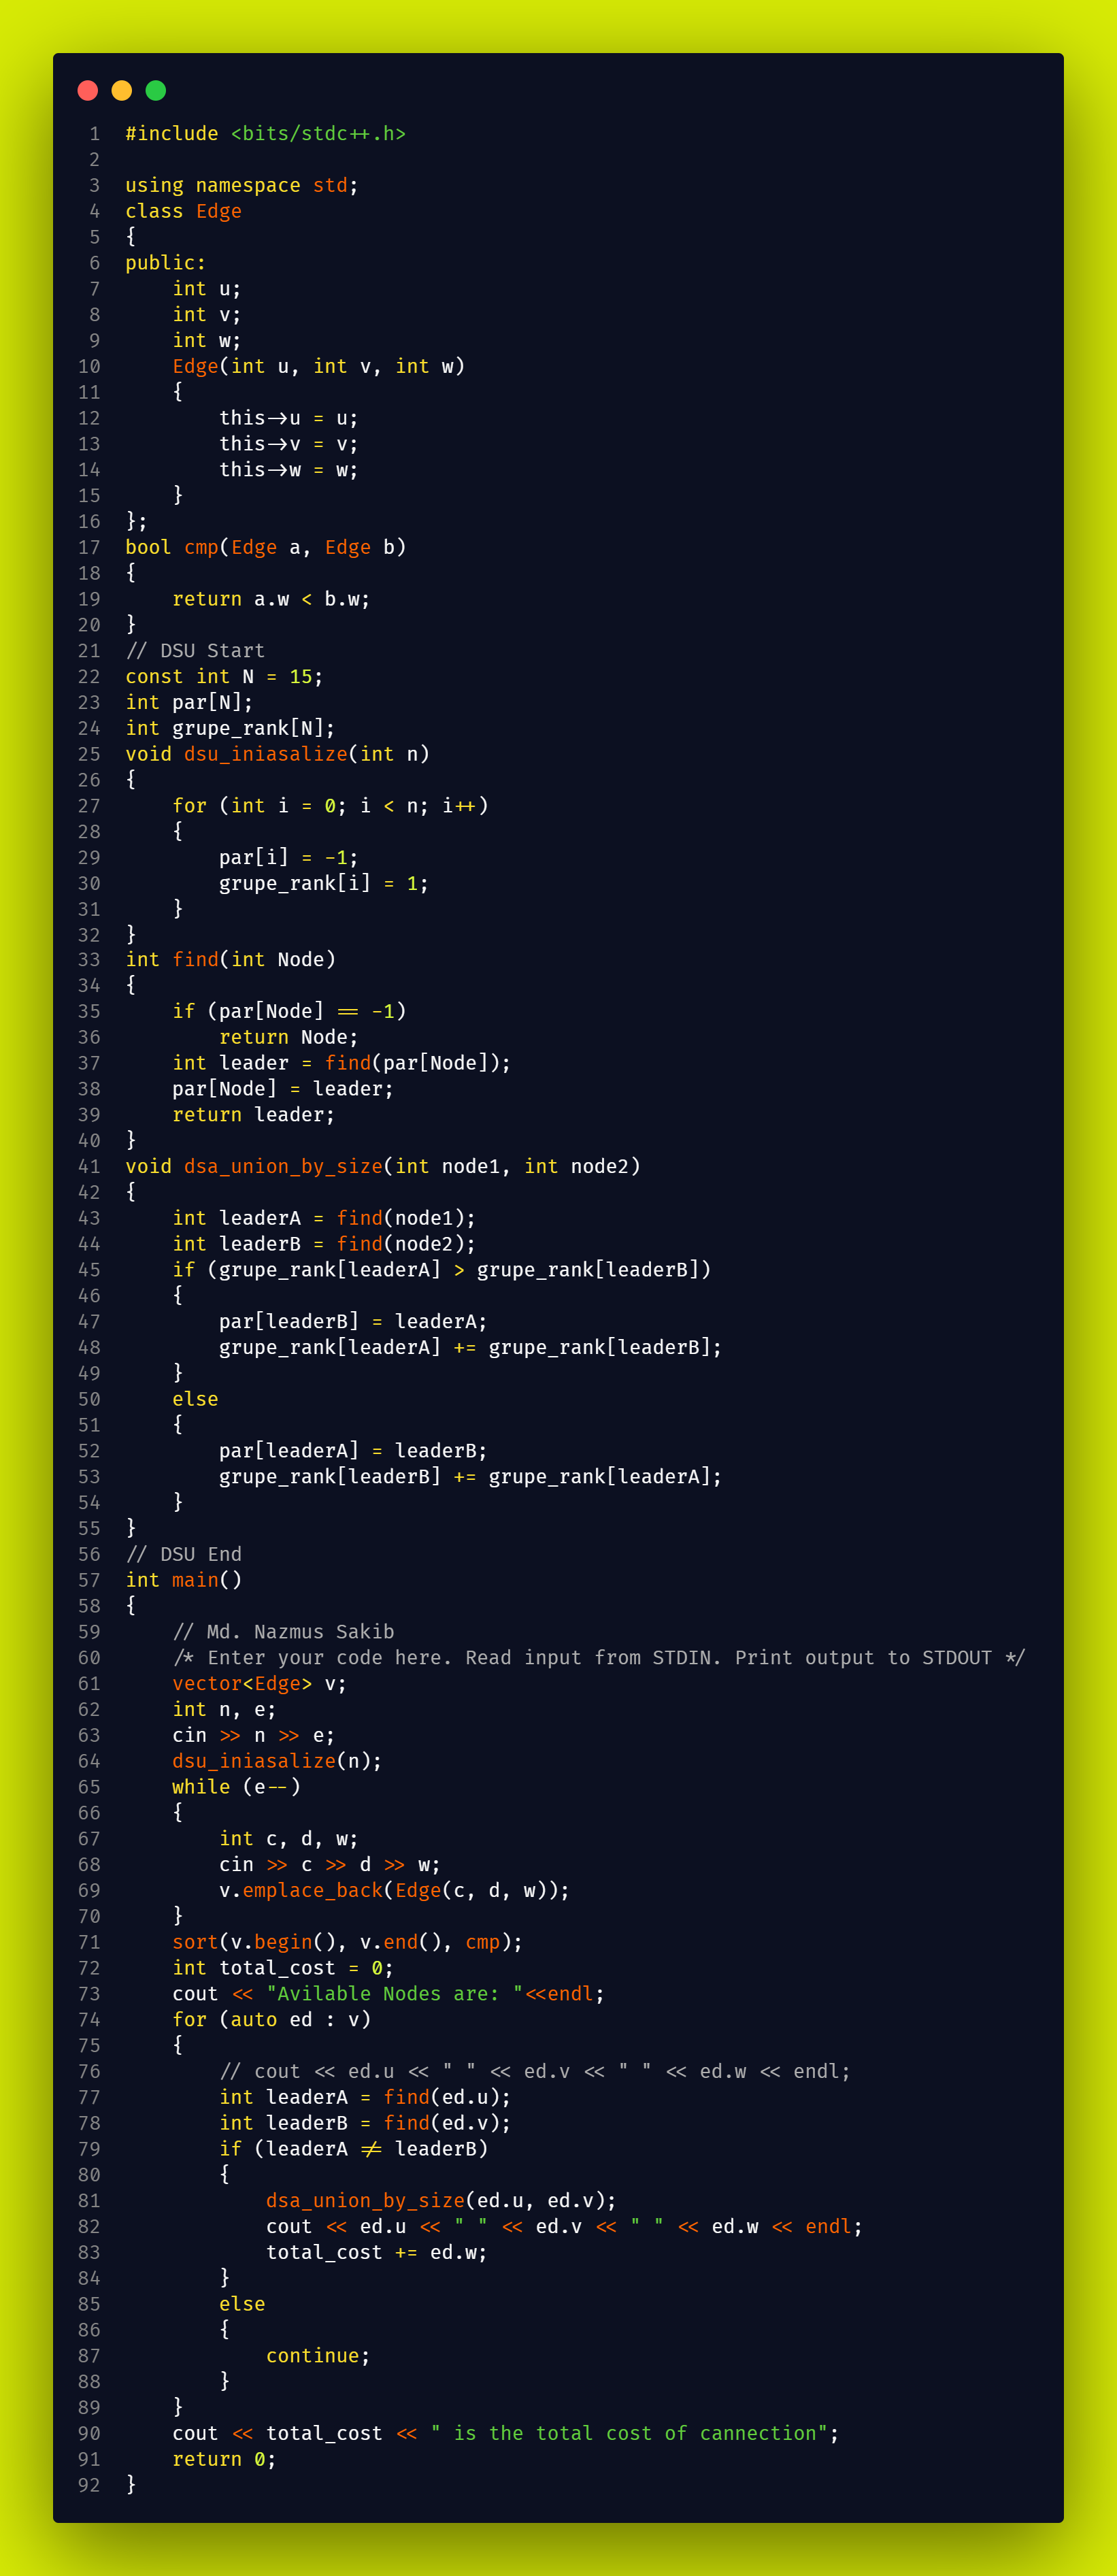 1 #include <bits/stdc++.h>
2
3 using namespace std;
4 class Edge
5 {
6 public:
7     int u;
8     int v;
9     int w;
10     Edge(int u, int v, int w)
11     {
12         this->u = u;
13         this->v = v;
14         this->w = w;
15     }
16 };
17 bool cmp(Edge a, Edge b)
18 {
19     return a.w < b.w;
20 }
21 // DSU Start
22 const int N = 15;
23 int par[N];
24 int grupe_rank[N];
25 void dsu_iniasalize(int n)
26 {
27     for (int i = 0; i < n; i++)
28     {
29         par[i] = -1;
30         grupe_rank[i] = 1;
31     }
32 }
33 int find(int Node)
34 {
35     if (par[Node] == -1)
36         return Node;
37     int leader = find(par[Node]);
38     par[Node] = leader;
39     return leader;
40 }
41 void dsa_union_by_size(int node1, int node2)
42 {
43     int leaderA = find(node1);
44     int leaderB = find(node2);
45     if (grupe_rank[leaderA] > grupe_rank[leaderB])
46     {
47         par[leaderB] = leaderA;
48         grupe_rank[leaderA] += grupe_rank[leaderB];
49     }
50     else
51     {
52         par[leaderA] = leaderB;
53         grupe_rank[leaderB] += grupe_rank[leaderA];
54     }
55 }
56 // DSU End
57 int main()
58 {
59     // Md. Nazmus Sakib
60     /* Enter your code here. Read input from STDIN. Print output to STDOUT */
61     vector<Edge> v;
62     int n, e;
63     cin >> n >> e;
64     dsu_iniasalize(n);
65     while (e--)
66     {
67         int c, d, w;
68         cin >> c >> d >> w;
69         v.emplace_back(Edge(c, d, w));
70     }
71     sort(v.begin(), v.end(), cmp);
72     int total_cost = 0;
73     cout << "Avilable Nodes are: "<<endl;
74     for (auto ed : v)
75     {
76         // cout << ed.u << " " << ed.v << " " << ed.w << endl;
77         int leaderA = find(ed.u);
78         int leaderB = find(ed.v);
79         if (leaderA != leaderB)
80         {
81             dsa_union_by_size(ed.u, ed.v);
82             cout << ed.u << " " << ed.v << " " << ed.w << endl;
83             total_cost += ed.w;
84         }
85         else
86         {
87             continue;
88         }
89     }
90     cout << total_cost << " is the total cost of cannection";
91     return 0;
92 }